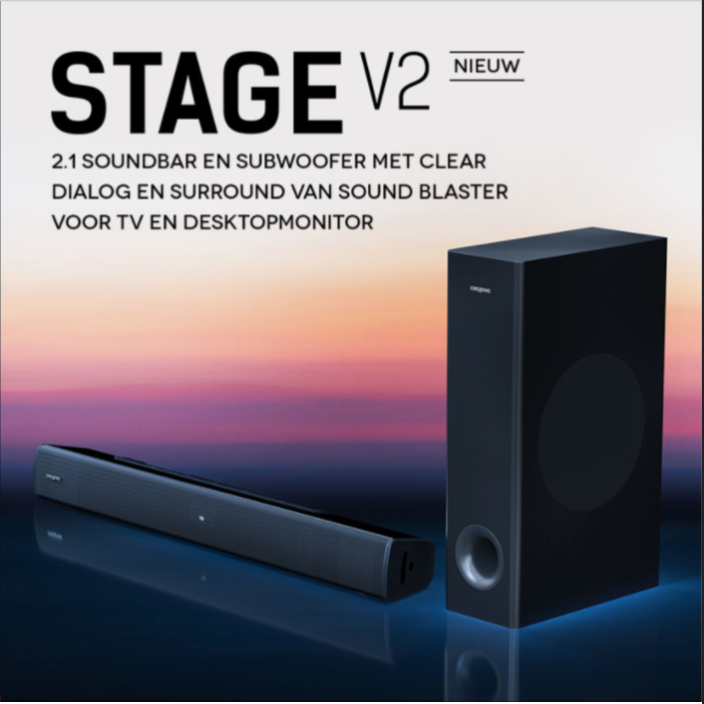 STAGE V2 NIEUW
2.1 SOUNDBAR EN SUBWOOFER MET CLEAR
DIALOG EN SURROUND VAN SOUND BLASTER
VOOR TV EN DESKTOPMONITOR